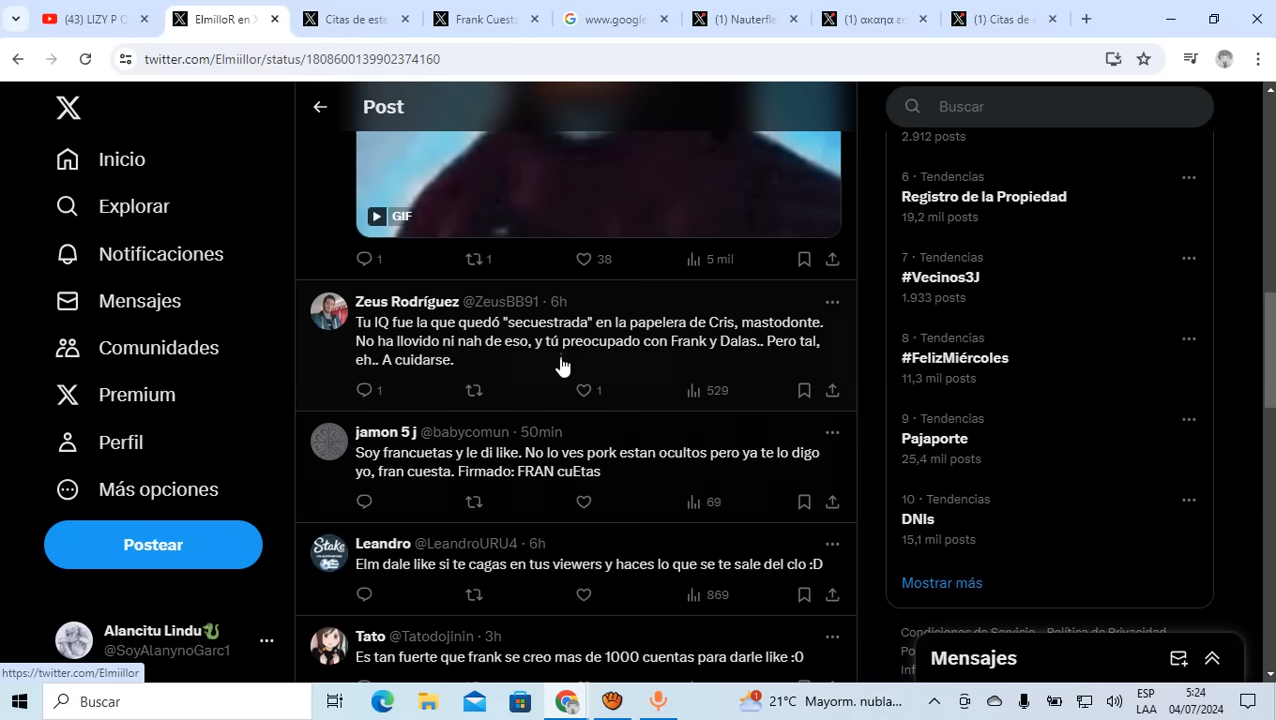 (43) LIZY P O
ElmilloR en X
Citas de este
Frank Cuesta
www.google
(1) Nauterfle
(1) ακαηα en
(1) Citas de
twitter.com/Elmiillor/status/1808600139902374160
Post
Buscar
Inicio
Explorar
Notificaciones
Mensajes
Comunidades
Premium
Perfil
Más opciones
Postear
Alancitu Lindu
@SoyAlanynoGarc1
GIF
1 1 38 5 mil
Zeus Rodríguez @ZeusBB91 · 6h
Tu IQ fue la que quedó "secuestrada" en la papelera de Cris, mastodonte.
No ha llovido ni nah de eso, y tú preocupado con Frank y Dalas.. Pero tal,
eh.. A cuidarse.
1 1 529
jamon 5 j @babycomun · 50min
Soy francuetas y le di like. No lo ves pork estan ocultos pero ya te lo digo
yo, fran cuesta. Firmado: FRAN cuEtas
69
Stake
Leandro @LeandroURU4 · 6h
Elm dale like si te cagas en tus viewers y haces lo que se te sale del clo :D
869
Tato @Tatodojinin · 3h
Es tan fuerte que frank se creo mas de 1000 cuentas para darle like :0
2.912 posts
6 · Tendencias
Registro de la Propiedad
19,2 mil posts
7 · Tendencias
#Vecinos3J
1.933 posts
8 · Tendencias
#FelizMiércoles
11,3 mil posts
9 · Tendencias
Pajaporte
25,4 mil posts
10 · Tendencias
DNIs
15,1 mil posts
Mostrar más
Condiciones de Servicio Política de Privacidad
Mensajes
https://twitter.com/Elmiillor
Buscar
1
21°C Mayorm. nubla...
ESP
LAA
5:24
04/07/2024